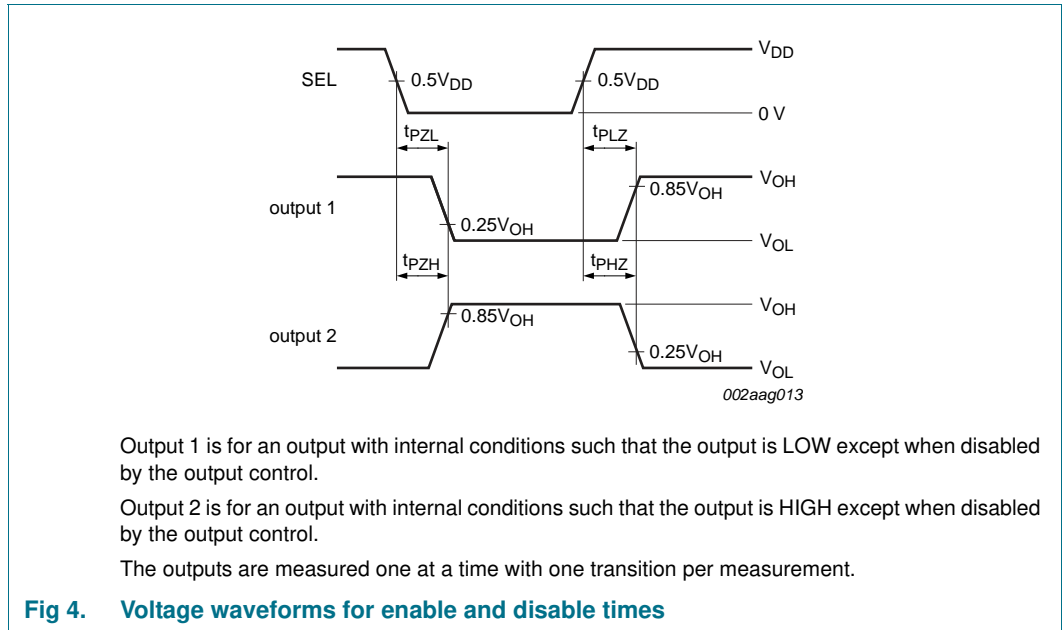 V_DD
SEL
0.5V_DD
0.5V_DD
0 V
t_PZL
t_PLZ
V_OH
0.85V_OH
output 1
0.25V_OH
V_OL
t_PZH
t_PHZ
V_OH
0.85V_OH
output 2
0.25V_OH
V_OL
002aag013
Output 1 is for an output with internal conditions such that the output is LOW except when disabled
by the output control.
Output 2 is for an output with internal conditions such that the output is HIGH except when disabled
by the output control.
The outputs are measured one at a time with one transition per measurement.
Fig 4. Voltage waveforms for enable and disable times